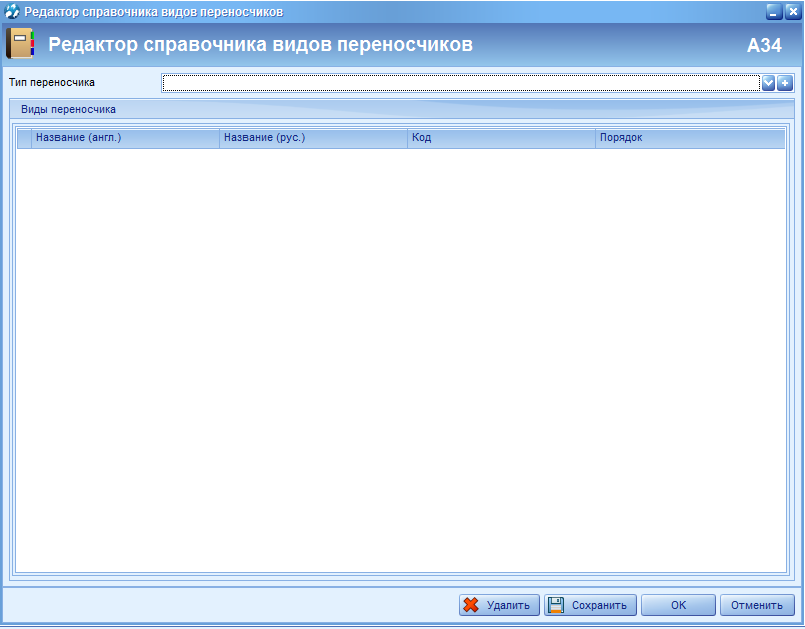 Редактор справочника видов переносчиков
Редактор справочника видов переносчиков A34
Тип переносчика
Виды переносчика
Название (англ.) Название (рус.) Код Порядок
Удалить Сохранить OK Отменить